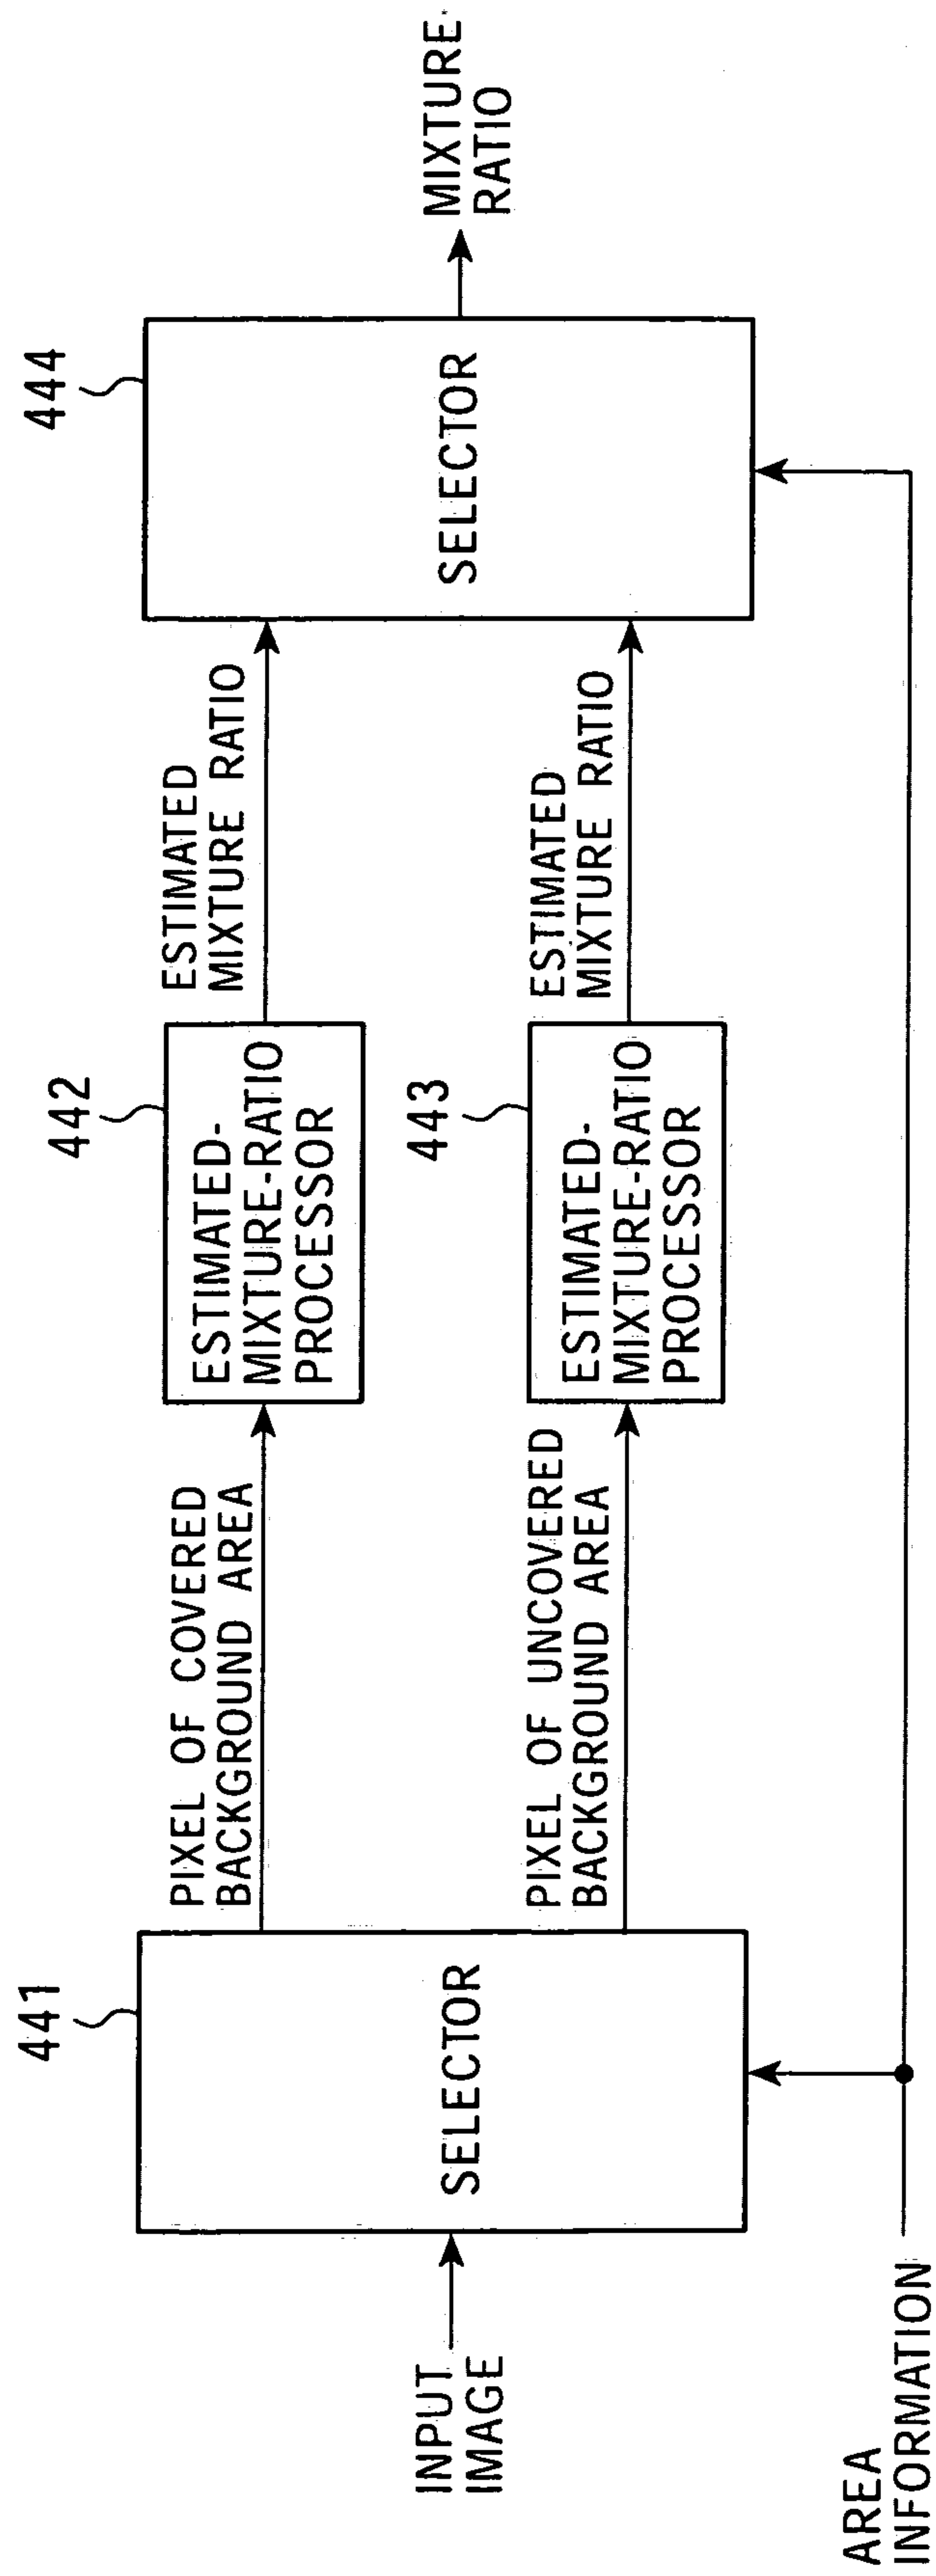 INPUT
IMAGE
AREA
INFORMATION
441
SELECTOR
PIXEL OF COVERED
BACKGROUND AREA
PIXEL OF UNCOVERED
BACKGROUND AREA
442
ESTIMATED-
MIXTURE-RATIO
PROCESSOR
443
ESTIMATED-
MIXTURE-RATIO
PROCESSOR
ESTIMATED
MIXTURE RATIO
ESTIMATED
MIXTURE RATIO
444
SELECTOR
MIXTURE
RATIO